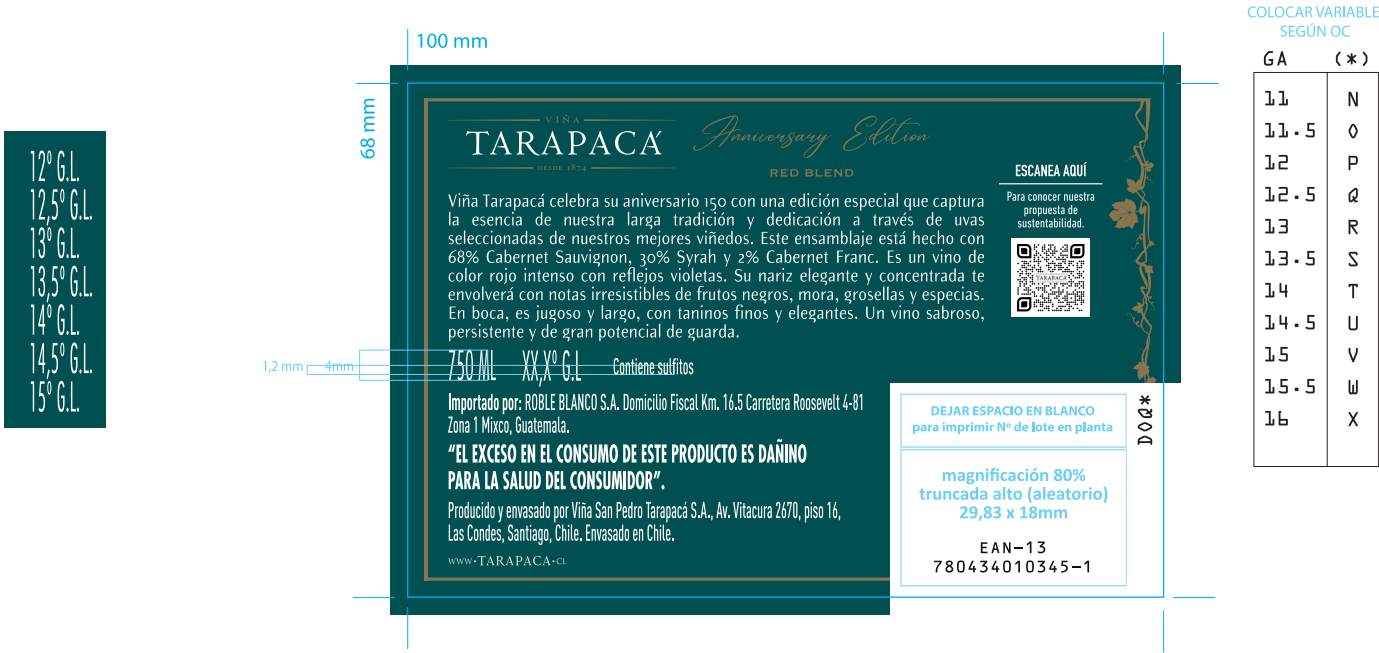 COLOCAR VARIABLE
SEGÚN OC
GA (*)
11 N
11.5 O
12 P
12.5 Q
13 R
13.5 S
14 T
14.5 U
15 V
15.5 W
16 X
100 mm
68 mm
12º G.L.
12,5º G.L.
13º G.L.
13,5º G.L.
14º G.L.
14,5º G.L.
15º G.L.
VIÑA
TARAPACÁ
DESDE 1874
Anniversary Edition
RED BLEND
Viña Tarapacá celebra su aniversario 150 con una edición especial que captura
la esencia de nuestra larga tradición y dedicación a través de uvas
seleccionadas de nuestros mejores viñedos. Este ensamblaje está hecho con
68% Cabernet Sauvignon, 30% Syrah y 2% Cabernet Franc. Es un vino de
color rojo intenso con reflejos violetas. Su nariz elegante y concentrada te
envolverá con notas irresistibles de frutos negros, mora, grosellas y especias.
En boca, es jugoso y largo, con taninos finos y elegantes. Un vino sabroso,
persistente y de gran potencial de guarda.
ESCANEA AQUÍ
Para conocer nuestra
propuesta de
sustentabilidad.
TARAPACÁ
1,2 mm 4mm
750 ML XX,Xº G.L Contiene sulfitos
Importado por: ROBLE BLANCO S.A. Domicilio Fiscal Km. 16.5 Carretera Roosevelt 4-81
Zona 1 Mixco, Guatemala.
“EL EXCESO EN EL CONSUMO DE ESTE PRODUCTO ES DAÑINO
PARA LA SALUD DEL CONSUMIDOR”.
Producido y envasado por Viña San Pedro Tarapacá S.A., Av. Vitacura 2670, piso 16,
Las Condes, Santiago, Chile. Envasado en Chile.
WWW·TARAPACA·CL
DEJAR ESPACIO EN BLANCO
para imprimir Nº de lote en planta
DOQ*
magnificación 80%
truncada alto (aleatorio)
29,83 x 18mm
EAN-13
780434010345-1